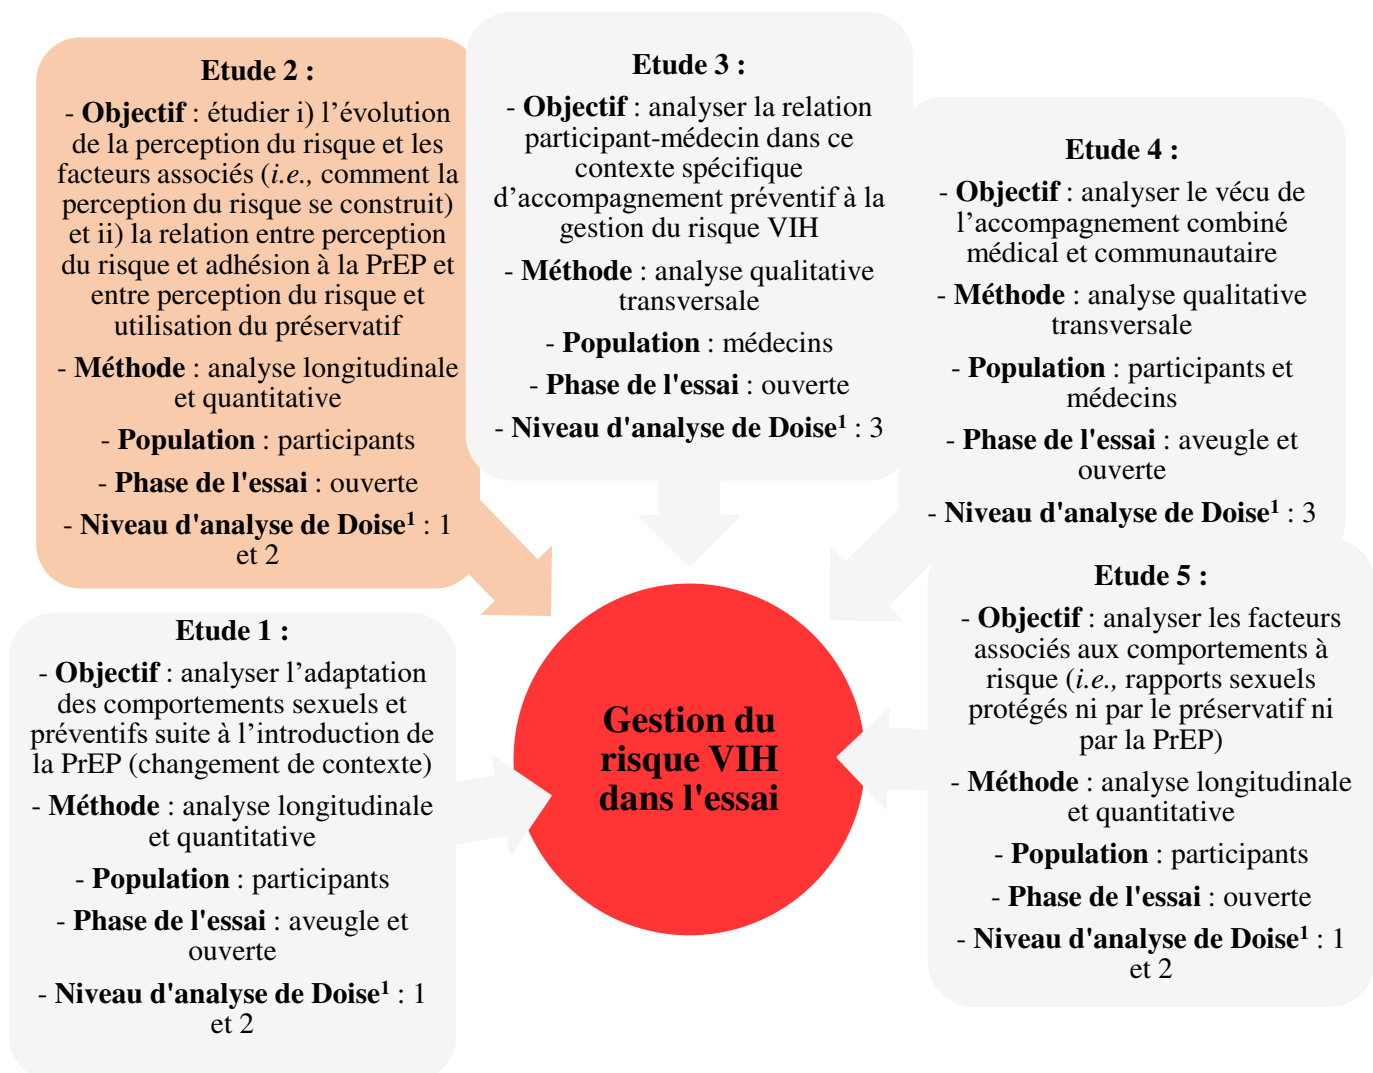 Etude 2 :
- Objectif : étudier i) l’évolution
de la perception du risque et les
facteurs associés (i.e., comment la
perception du risque se construit)
et ii) la relation entre perception
du risque et adhésion à la PrEP et
entre perception du risque et
utilisation du préservatif
- Méthode : analyse longitudinale
et quantitative
- Population : participants
- Phase de l'essai : ouverte
- Niveau d'analyse de Doise¹ : 1
et 2
Etude 3 :
- Objectif : analyser la relation
participant-médecin dans ce
contexte spécifique
d’accompagnement préventif à la
gestion du risque VIH
- Méthode : analyse qualitative
transversale
- Population : médecins
- Phase de l'essai : ouverte
- Niveau d'analyse de Doise¹ : 3
Etude 4 :
- Objectif : analyser le vécu de
l’accompagnement combiné
médical et communautaire
- Méthode : analyse qualitative
transversale
- Population : participants et
médecins
- Phase de l'essai : aveugle et
ouverte
- Niveau d'analyse de Doise¹ : 3
Etude 1 :
- Objectif : analyser l’adaptation
des comportements sexuels et
préventifs suite à l’introduction de
la PrEP (changement de contexte)
- Méthode : analyse longitudinale
et quantitative
- Population : participants
- Phase de l'essai : aveugle et
ouverte
- Niveau d'analyse de Doise¹ : 1
et 2
Gestion du
risque VIH
dans l'essai
Etude 5 :
- Objectif : analyser les facteurs
associés aux comportements à
risque (i.e., rapports sexuels
protégés ni par le préservatif ni
par la PrEP)
- Méthode : analyse longitudinale
et quantitative
- Population : participants
- Phase de l'essai : ouverte
- Niveau d'analyse de Doise¹ : 1
et 2